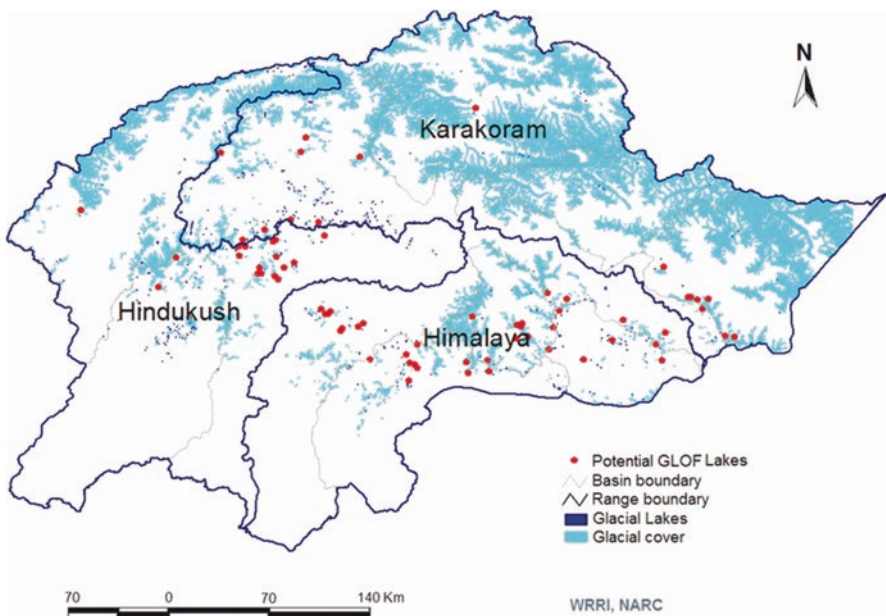 N
Karakoram
Hindukush
Himalaya
Potential GLOF Lakes
Basin boundary
Range boundary
Glacial Lakes
Glacial cover
70 0 70 140 Km
WRRI, NARC